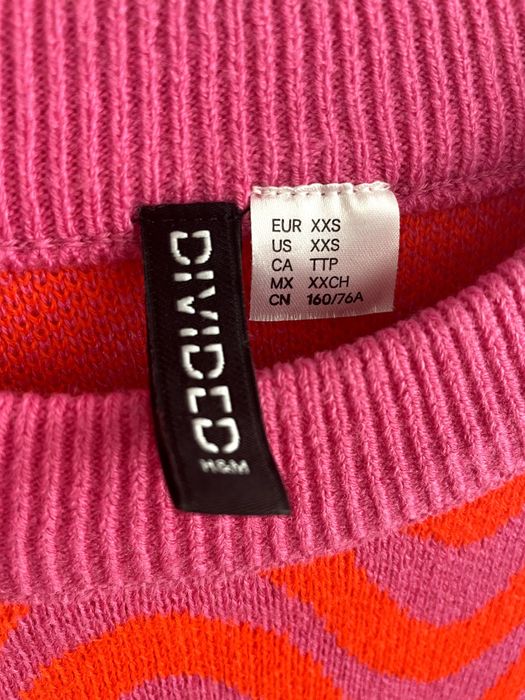 DIVIDED
H&M
EUR XXS
US XXS
CA TTP
MX XXCH
CN 160/76A